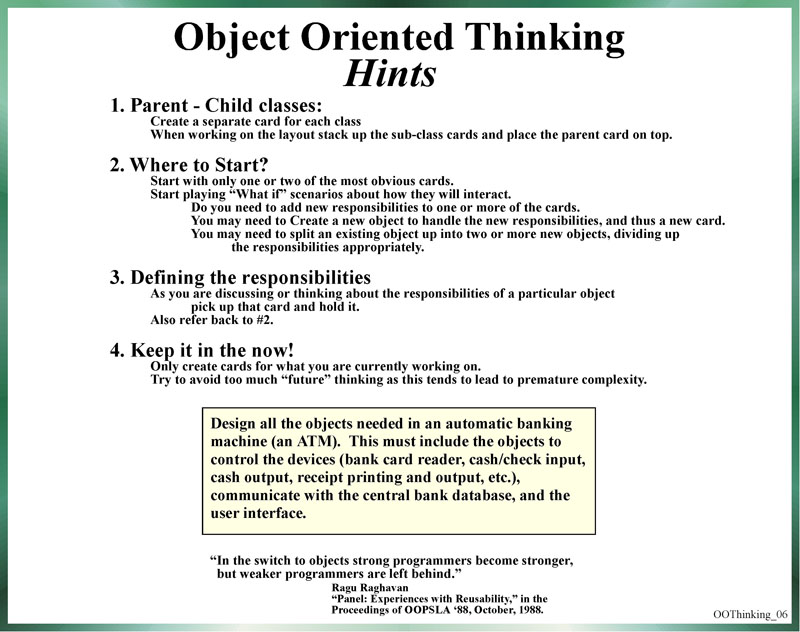 Object Oriented Thinking
Hints
1. Parent - Child classes:
Create a separate card for each class
When working on the layout stack up the sub-class cards and place the parent card on top.
2. Where to Start?
Start with only one or two of the most obvious cards.
Start playing “What if” scenarios about how they will interact.
Do you need to add new responsibilities to one or more of the cards.
You may need to Create a new object to handle the new responsibilities, and thus a new card.
You may need to split an existing object up into two or more new objects, dividing up
the responsibilities appropriately.
3. Defining the responsibilities
As you are discussing or thinking about the responsibilities of a particular object
pick up that card and hold it.
Also refer back to #2.
4. Keep it in the now!
Only create cards for what you are currently working on.
Try to avoid too much “future” thinking as this tends to lead to premature complexity.
Design all the objects needed in an automatic banking
machine (an ATM).  This must include the objects to
control the devices (bank card reader, cash/check input,
cash output, receipt printing and output, etc.),
communicate with the central bank database, and the
user interface.
“In the switch to objects strong programmers become stronger,
but weaker programmers are left behind.”
Ragu Raghavan
“Panel: Experiences with Reusability,” in the
Proceedings of OOPSLA ‘88, October, 1988.
OOThinking_06